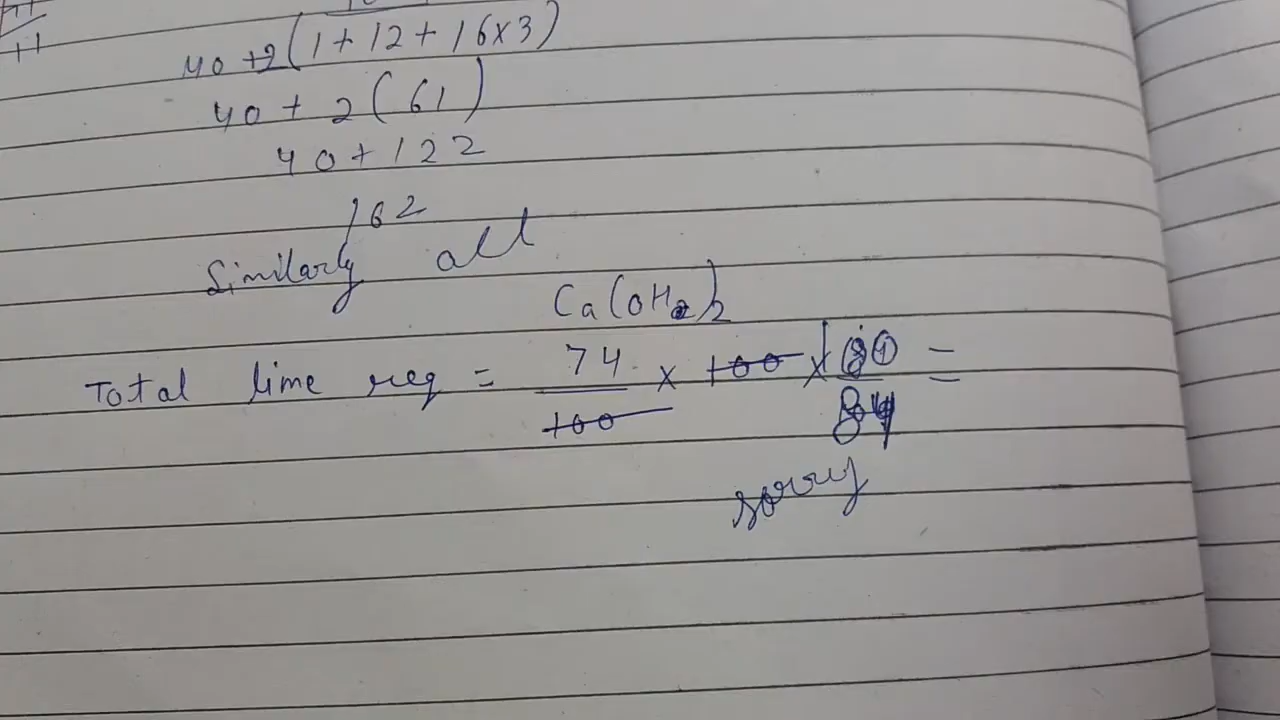 40 + 2 ( 1 + 12 + 16 x 3 )
40 + 2 ( 61 )
40 + 122
162
Similarly all
Ca(OH)2
Total lime req = 74 x 100 x =
100
84
sorry